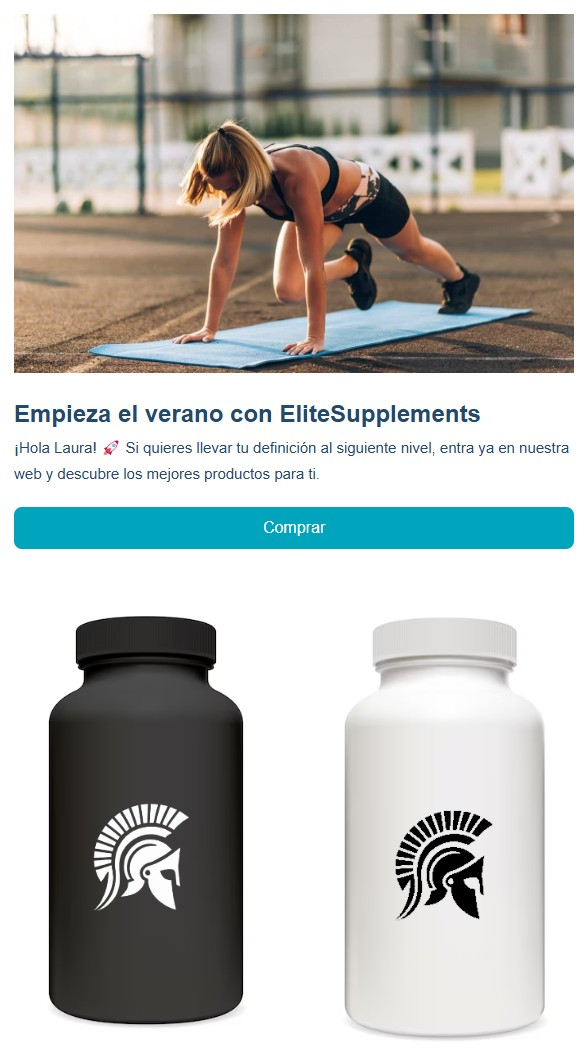 Empieza el verano con EliteSupplements
¡Hola Laura! 🚀 Si quieres llevar tu definición al siguiente nivel, entra ya en nuestra
web y descubre los mejores productos para ti.
Comprar